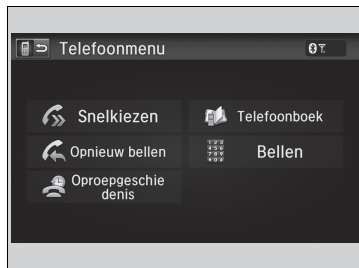 Telefoonmenu
Snelkiezen
Telefoonboek
Opnieuw bellen
Bellen
Oproepgeschie
denis